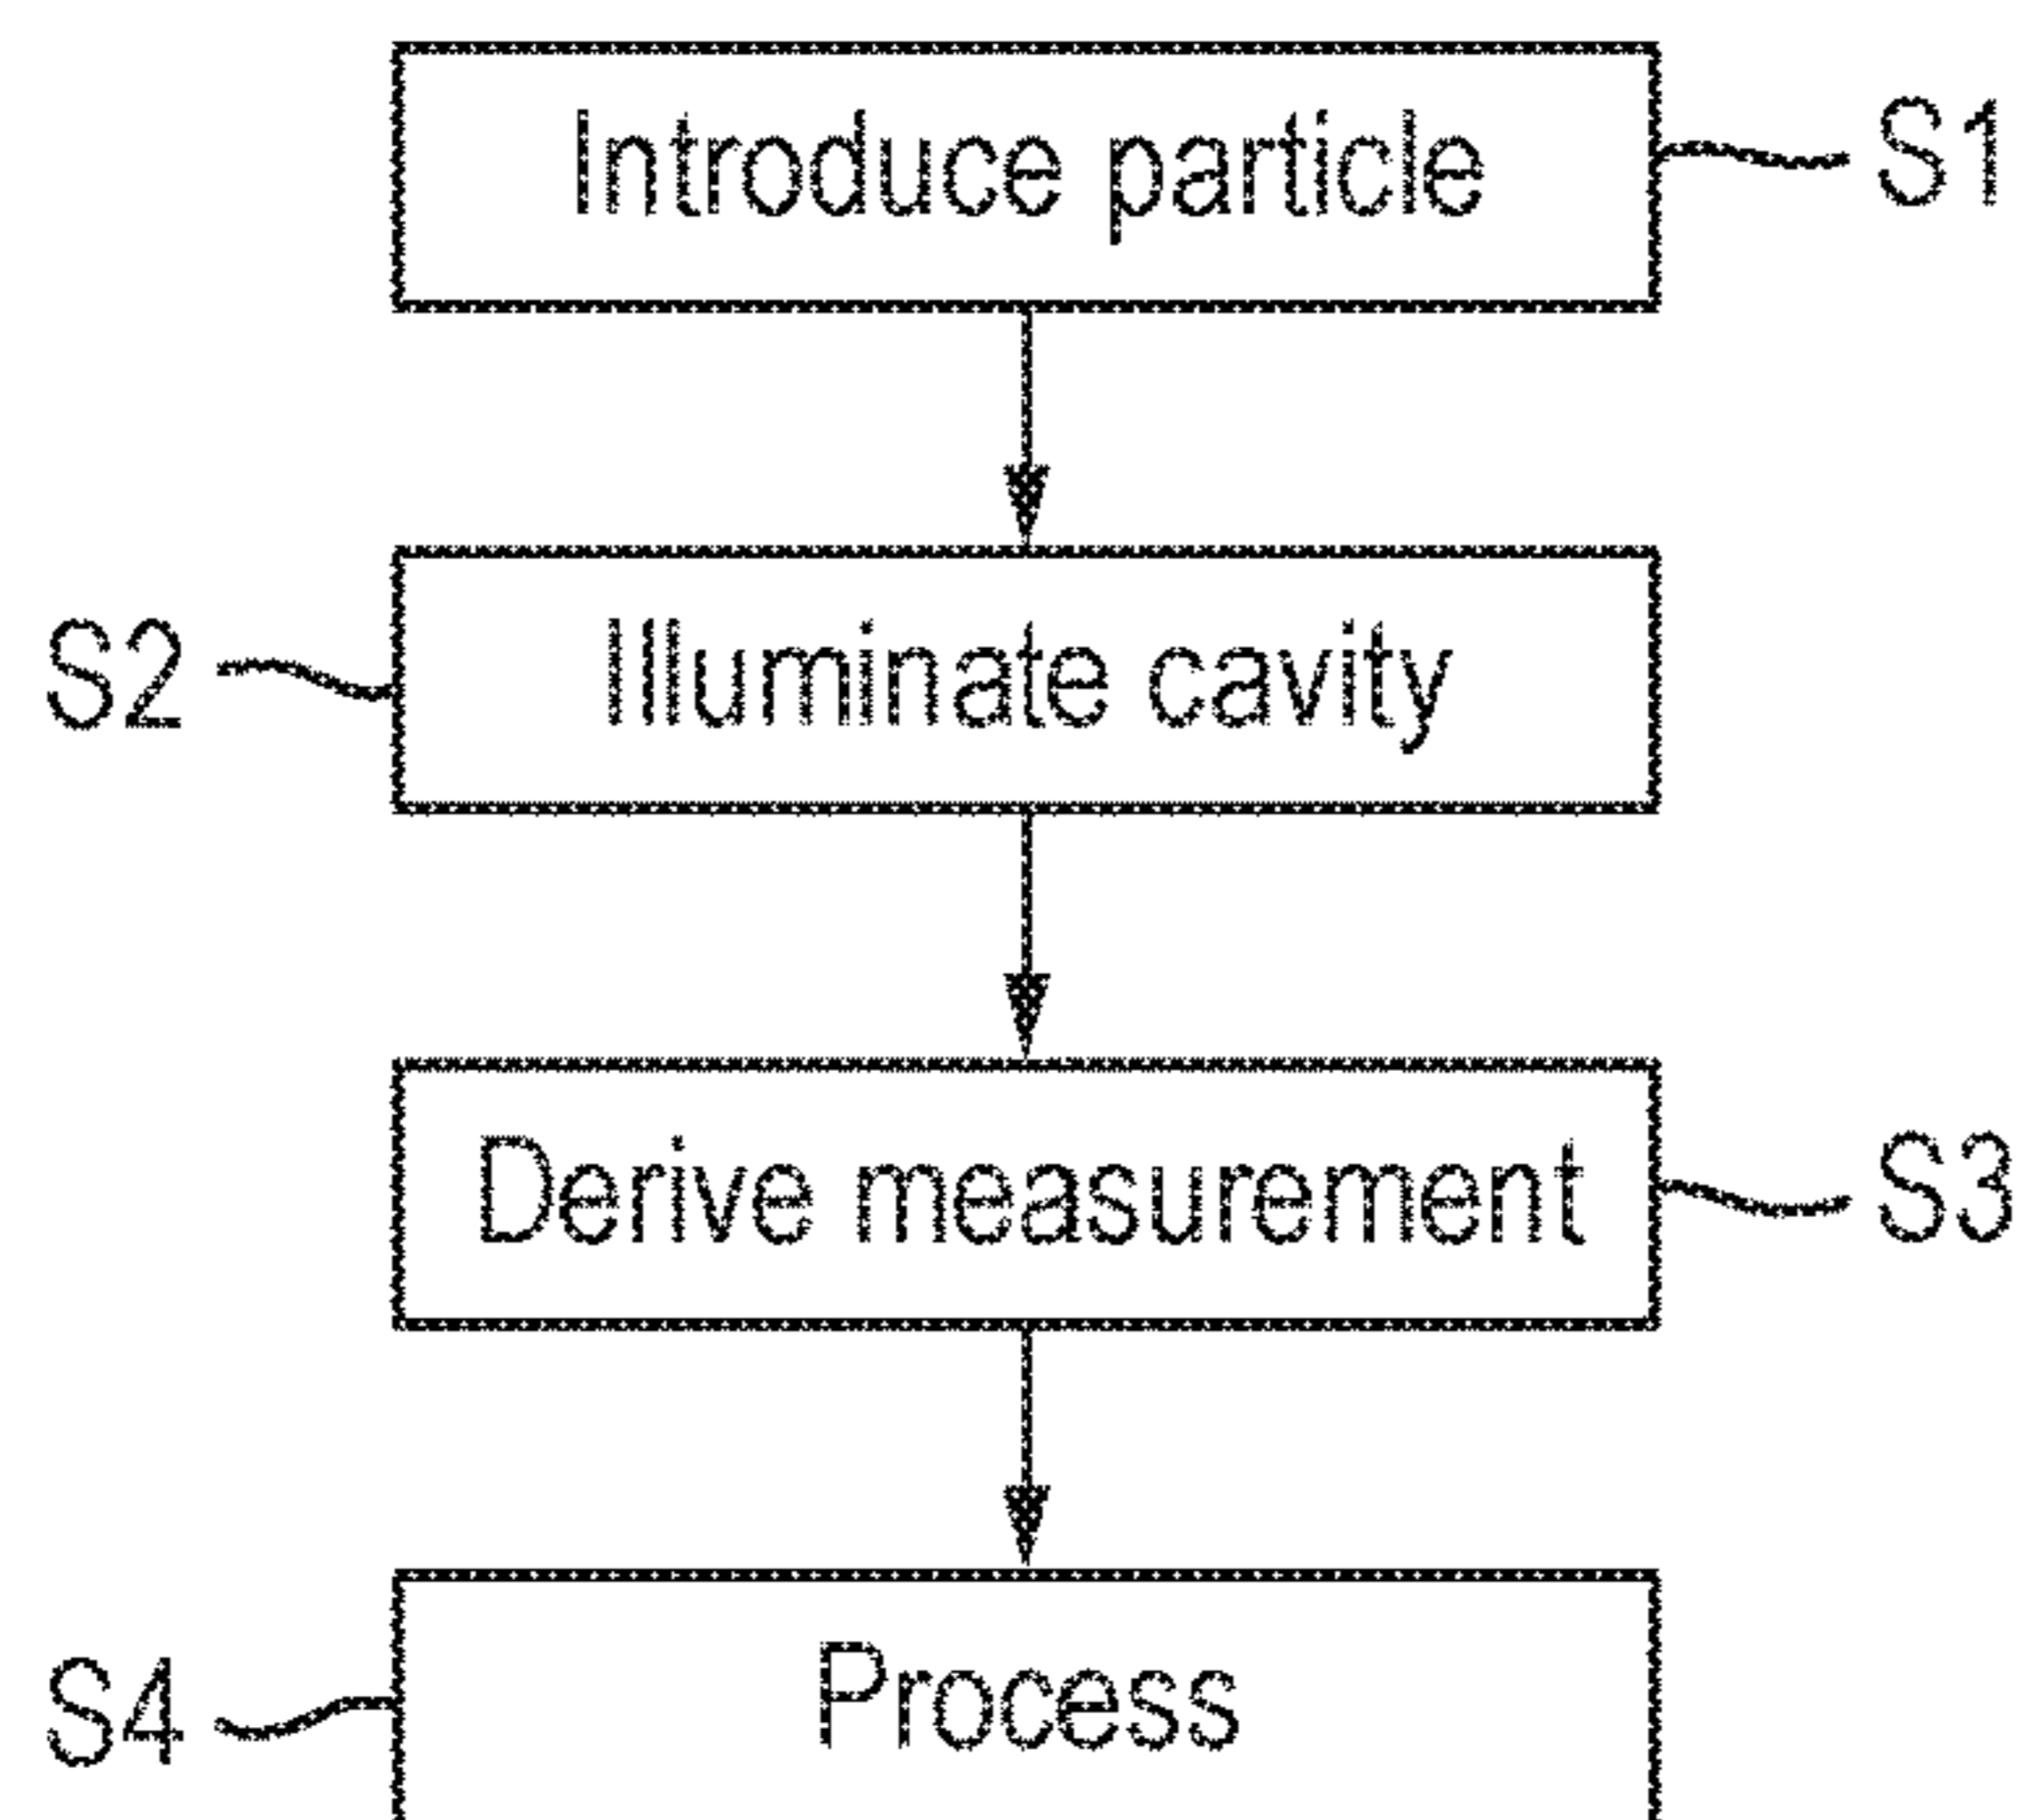 Introduce particle
S1
S2
Illuminate cavity
Derive measurement
S3
S4
Process